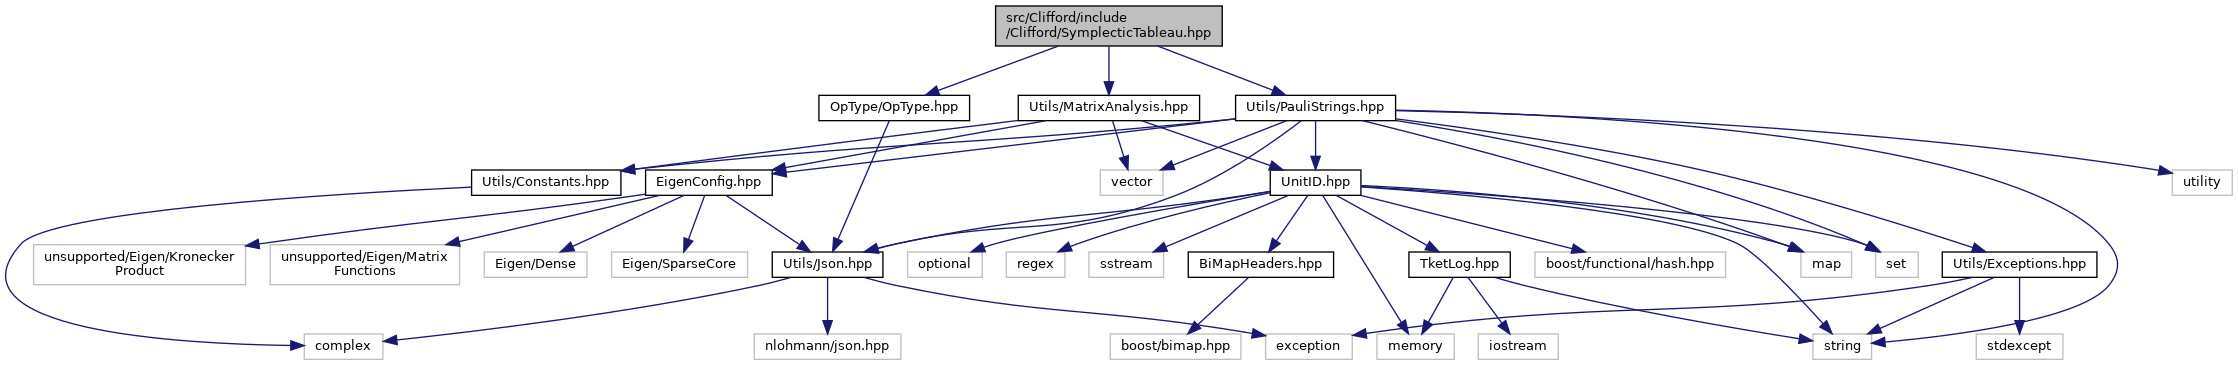 src/Clifford/include
/Clifford/SymplecticTableau.hpp
OpType/OpType.hpp
Utils/MatrixAnalysis.hpp
Utils/PauliStrings.hpp
Utils/Constants.hpp
EigenConfig.hpp
vector
UnitID.hpp
utility
unsupported/Eigen/Kronecker
Product
unsupported/Eigen/Matrix
Functions
Eigen/Dense
Eigen/SparseCore
Utils/Json.hpp
optional
regex
sstream
BiMapHeaders.hpp
TketLog.hpp
boost/functional/hash.hpp
map
set
Utils/Exceptions.hpp
complex
nlohmann/json.hpp
boost/bimap.hpp
exception
memory
iostream
string
stdexcept